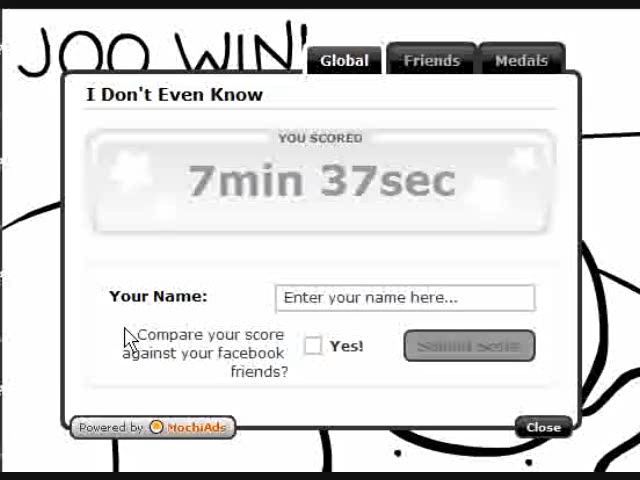 JOO WIN!
Global Friends Medals
I Don't Even Know
YOU SCORED
7min 37sec
Your Name: Enter your name here...
Compare your score
against your facebook
friends?
Yes!
Submit Score
Powered by MochiAds
Close